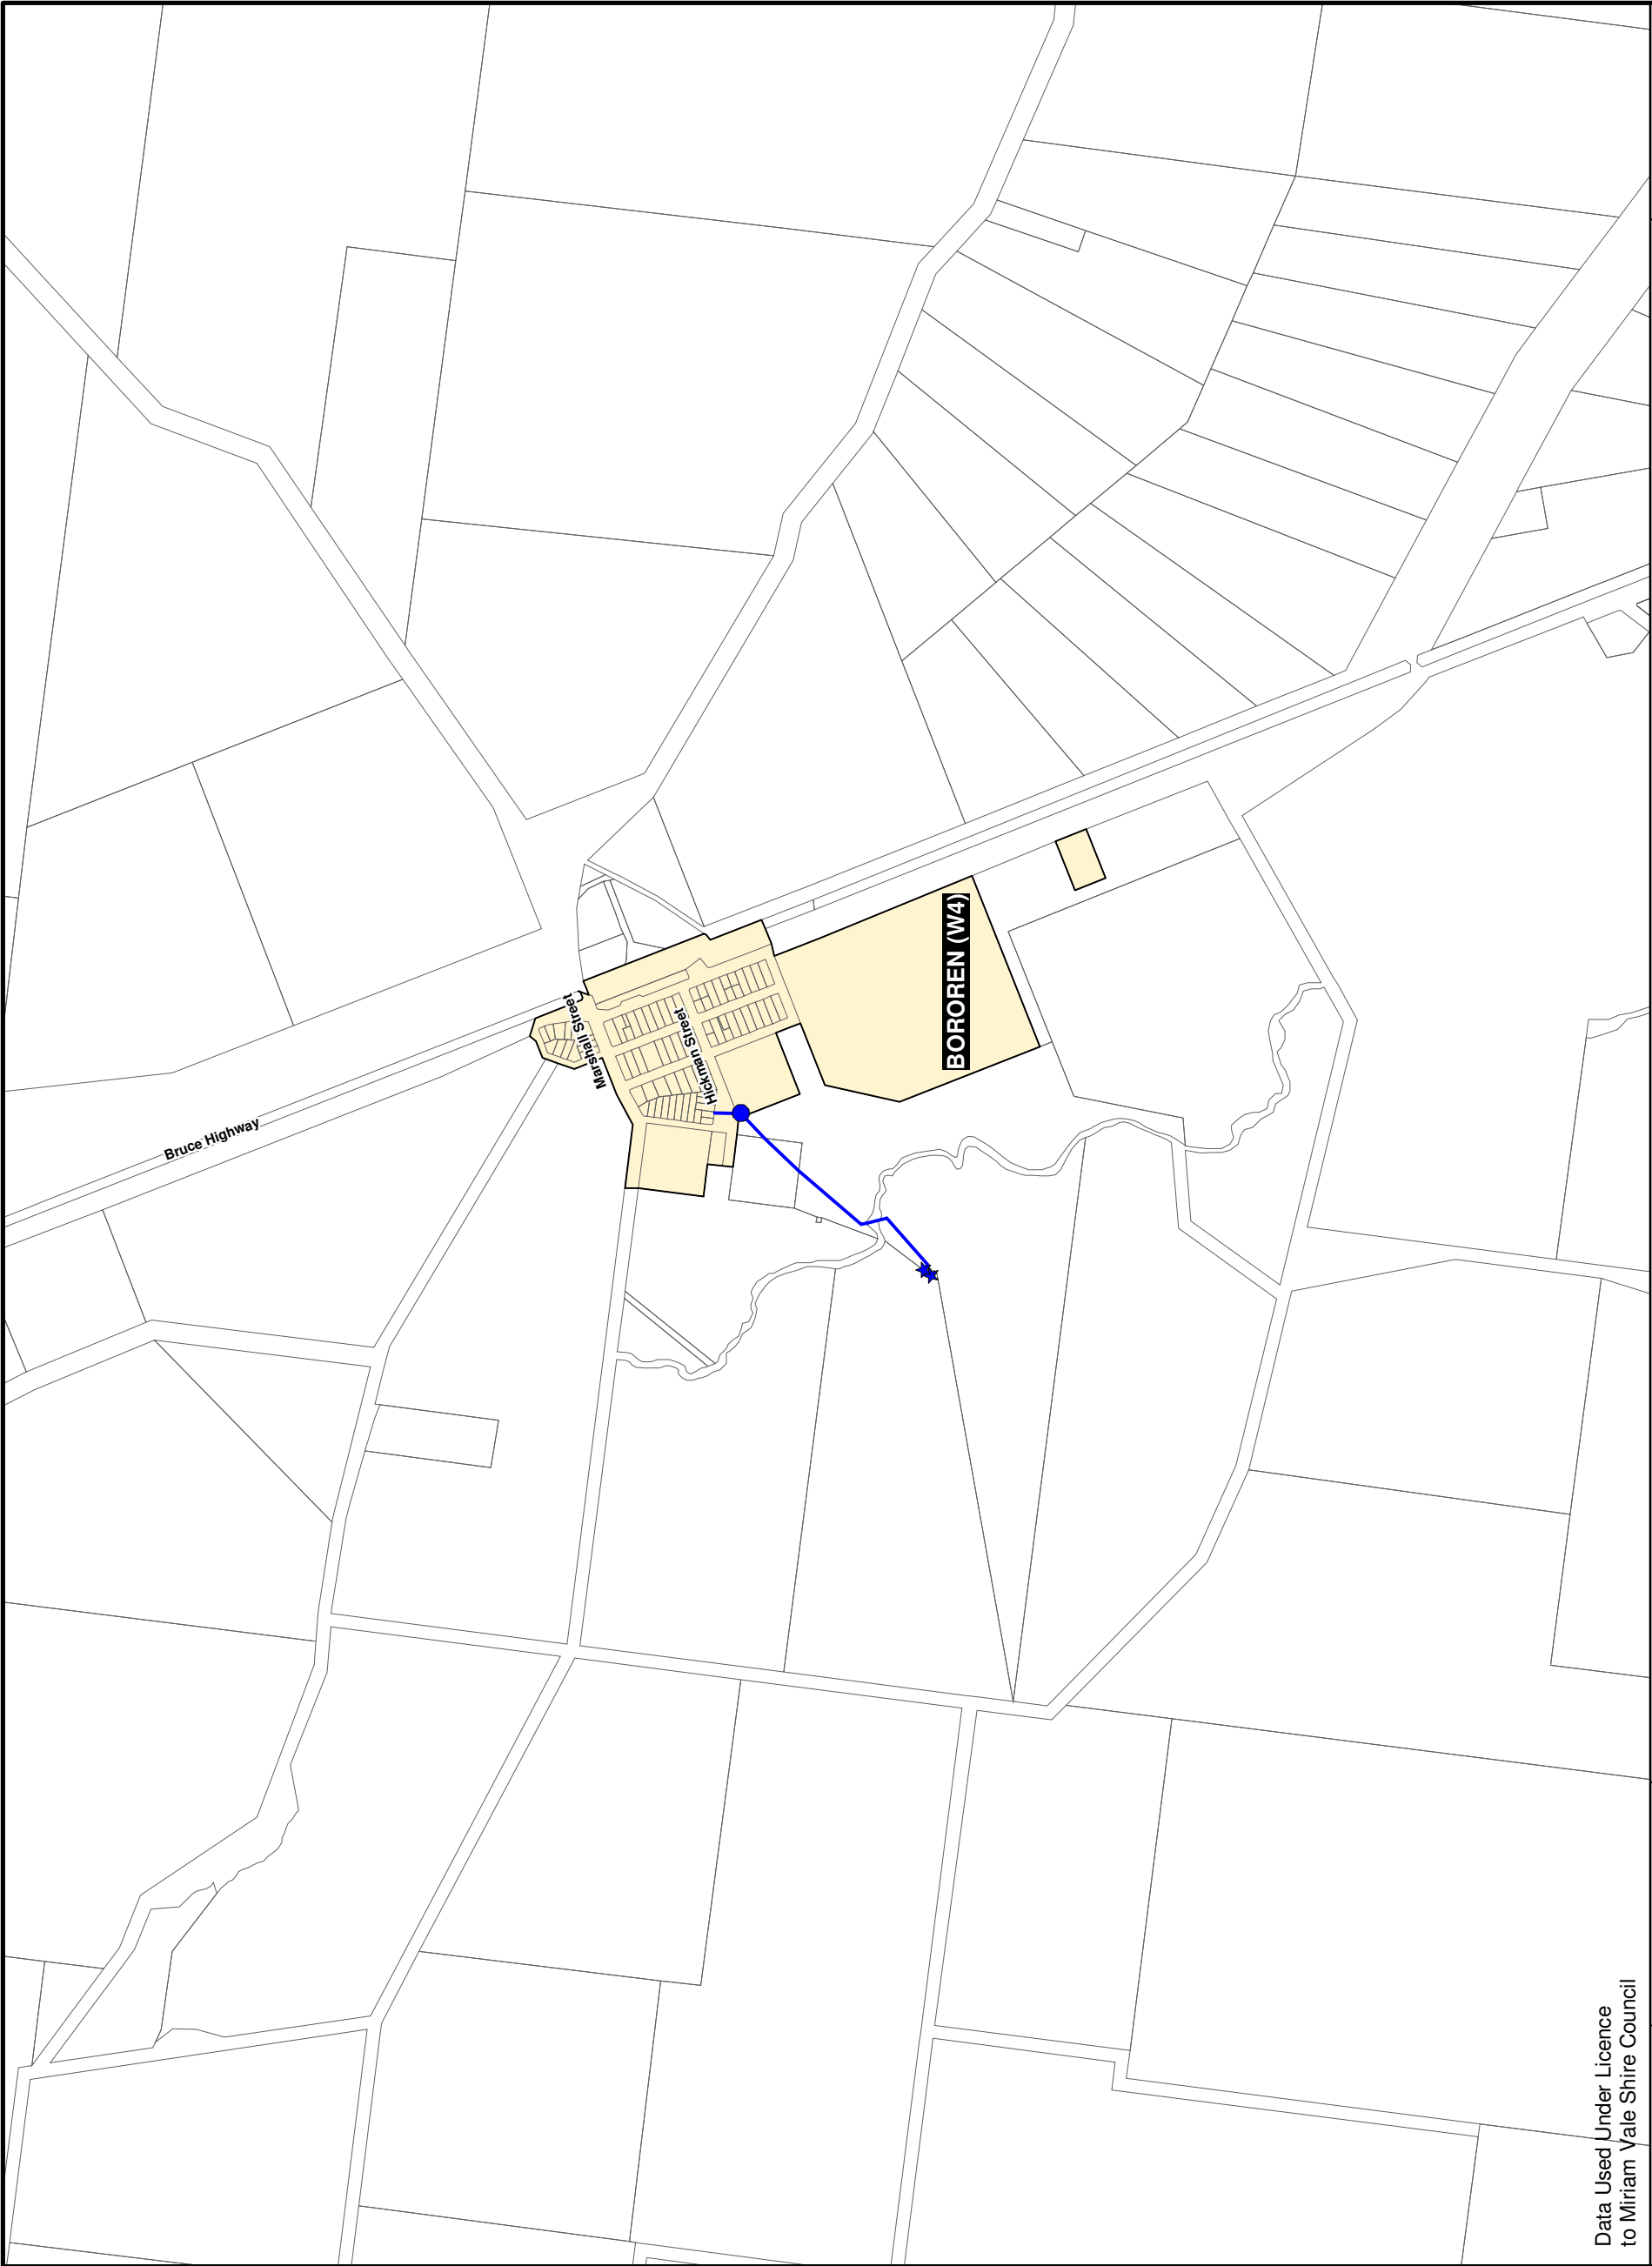 BOROREN (W4)
Marshall Street
Hickman Street
Bruce Highway
Data Used Under Licence
to Miriam Vale Shire Council